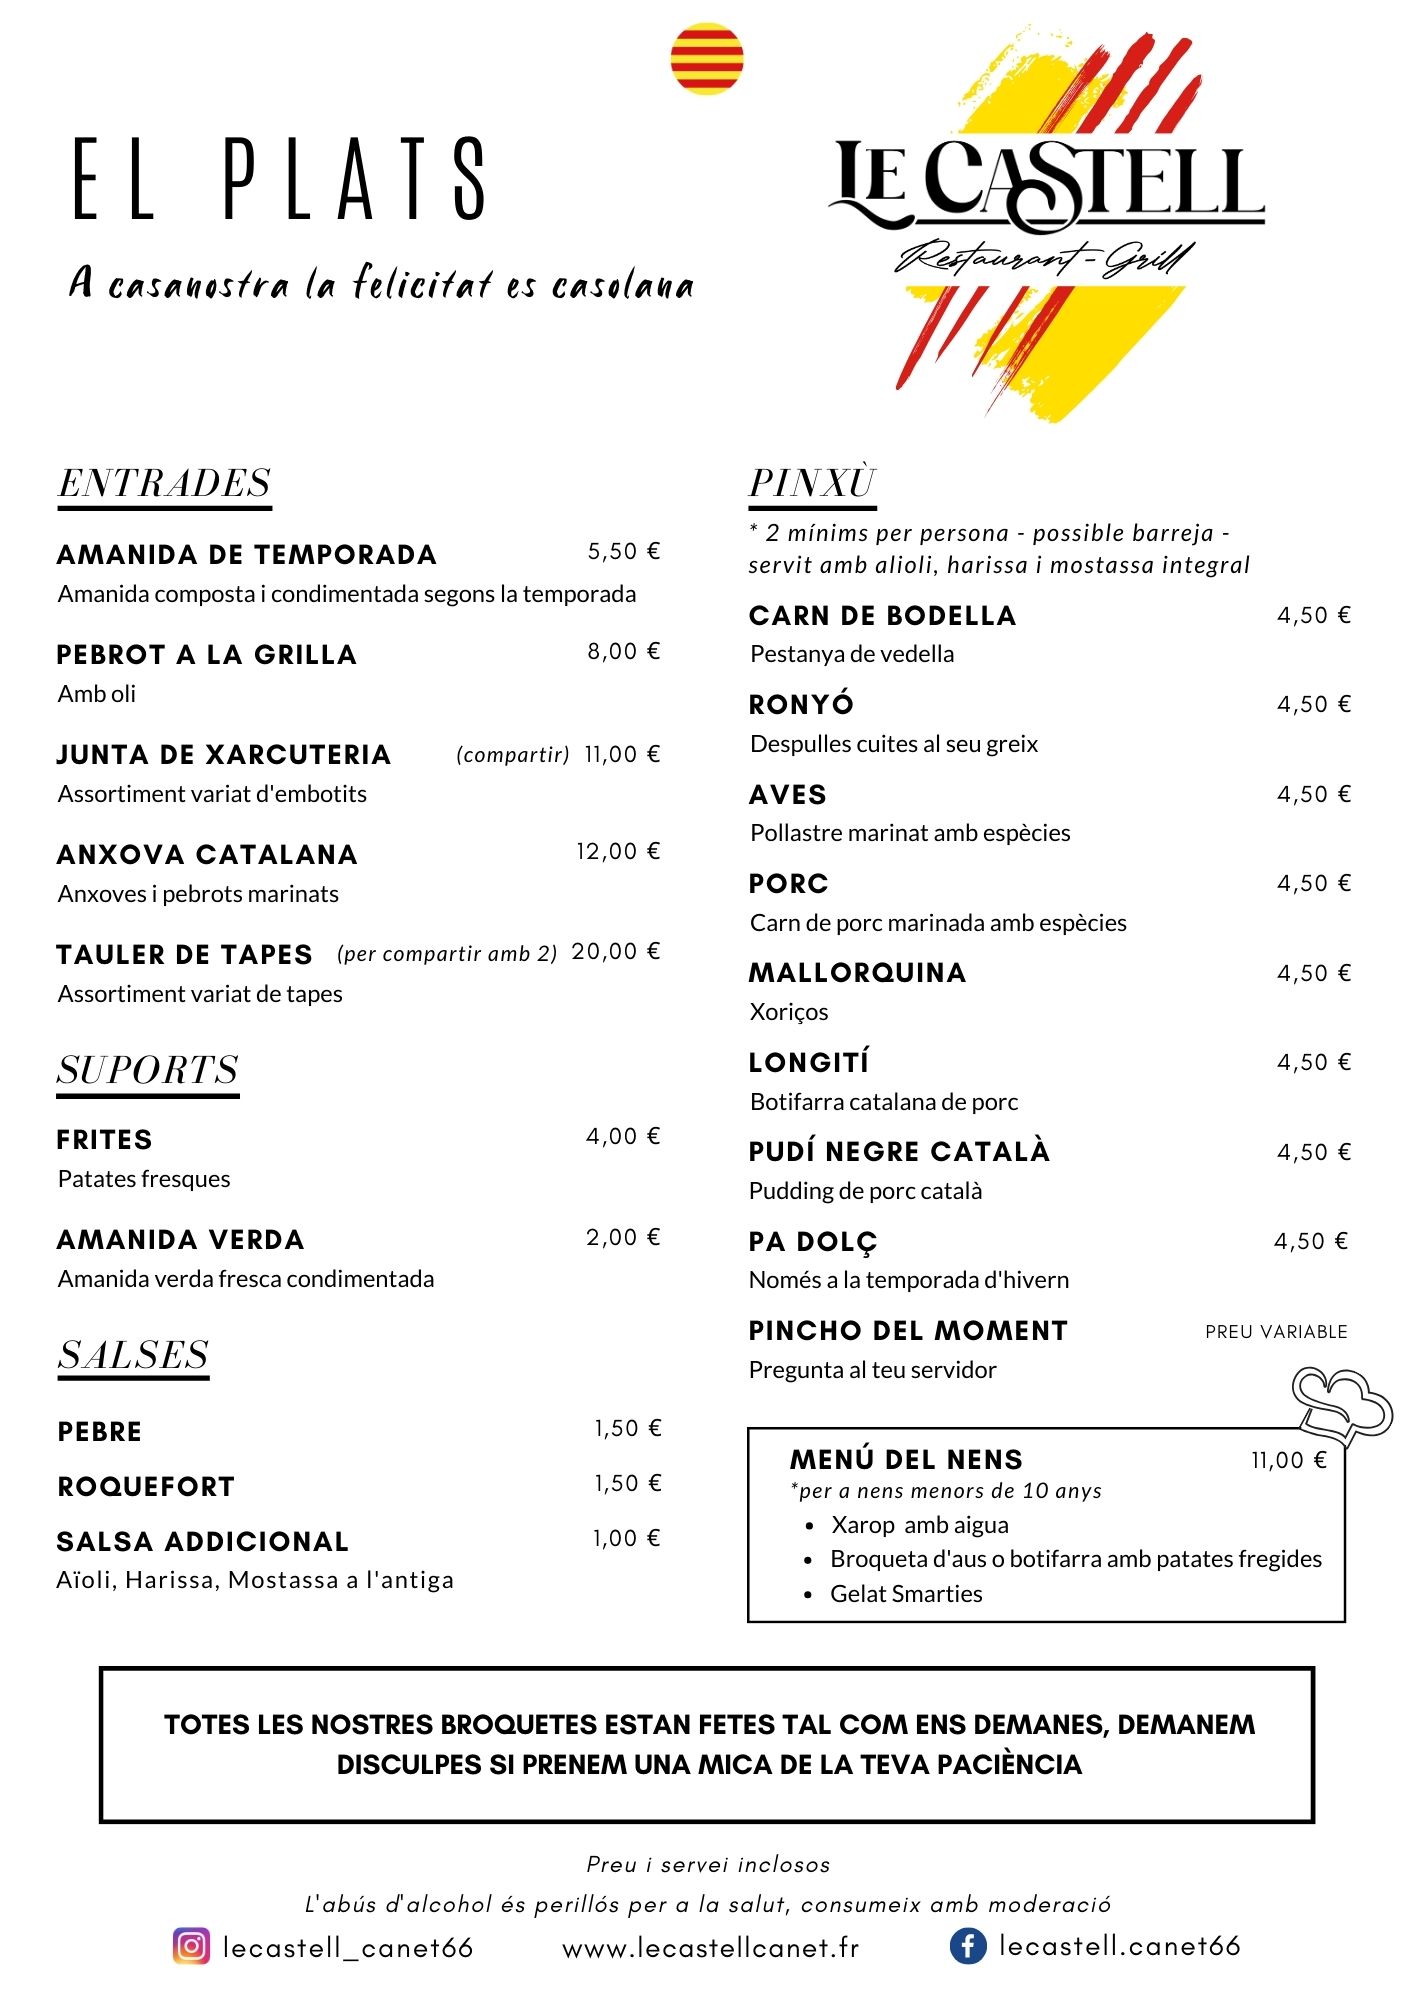 EL PLATS
A casanostra la felicitat es casolana
LE CASTELL
Restaurant - Grill
ENTRADES
AMANIDA DE TEMPORADA 5,50 €
Amanida composta i condimentada segons la temporada
PEBROT A LA GRILLA 8,00 €
Amb oli
JUNTA DE XARCUTERIA (compartir) 11,00 €
Assortiment variat d'embotits
ANXOVA CATALANA 12,00 €
Anxoves i pebrots marinats
TAULER DE TAPES (per compartir amb 2) 20,00 €
Assortiment variat de tapes
SUPORTS
FRITES 4,00 €
Patates fresques
AMANIDA VERDA 2,00 €
Amanida verda fresca condimentada
SALSES
PEBRE 1,50 €
ROQUEFORT 1,50 €
SALSA ADDICIONAL 1,00 €
Aïoli, Harissa, Mostassa a l'antiga
PINXÙ
* 2 mínims per persona - possible barreja -
servit amb alioli, harissa i mostassa integral
CARN DE BODELLA 4,50 €
Pestanya de vedella
RONYÓ 4,50 €
Despulles cuites al seu greix
AVES 4,50 €
Pollastre marinat amb espècies
PORC 4,50 €
Carn de porc marinada amb espècies
MALLORQUINA 4,50 €
Xoriços
LONGITÍ 4,50 €
Botifarra catalana de porc
PUDÍ NEGRE CATALÀ 4,50 €
Pudding de porc català
PA DOLÇ 4,50 €
Només a la temporada d'hivern
PINCHO DEL MOMENT PREU VARIABLE
Pregunta al teu servidor
MENÚ DEL NENS 11,00 €
*per a nens menors de 10 anys
• Xarop amb aigua
• Broqueta d'aus o botifarra amb patates fregides
• Gelat Smarties
TOTES LES NOSTRES BROQUETES ESTAN FETES TAL COM ENS DEMANES, DEMANEM
DISCULPES SI PRENEM UNA MICA DE LA TEVA PACIÈNCIA
Preu i servei inclosos
L'abús d'alcohol és perillós per a la salut, consumeix amb moderació
lecastell_canet66 www.lecastellcanet.fr lecastell.canet66